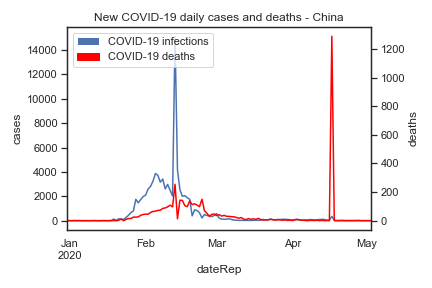 New COVID-19 daily cases and deaths - China
COVID-19 infections
COVID-19 deaths
14000
12000
10000
8000
6000
4000
2000
0
cases
1200
1000
800
600
400
200
0
deaths
Jan
2020
Feb
Mar
Apr
May
dateRep